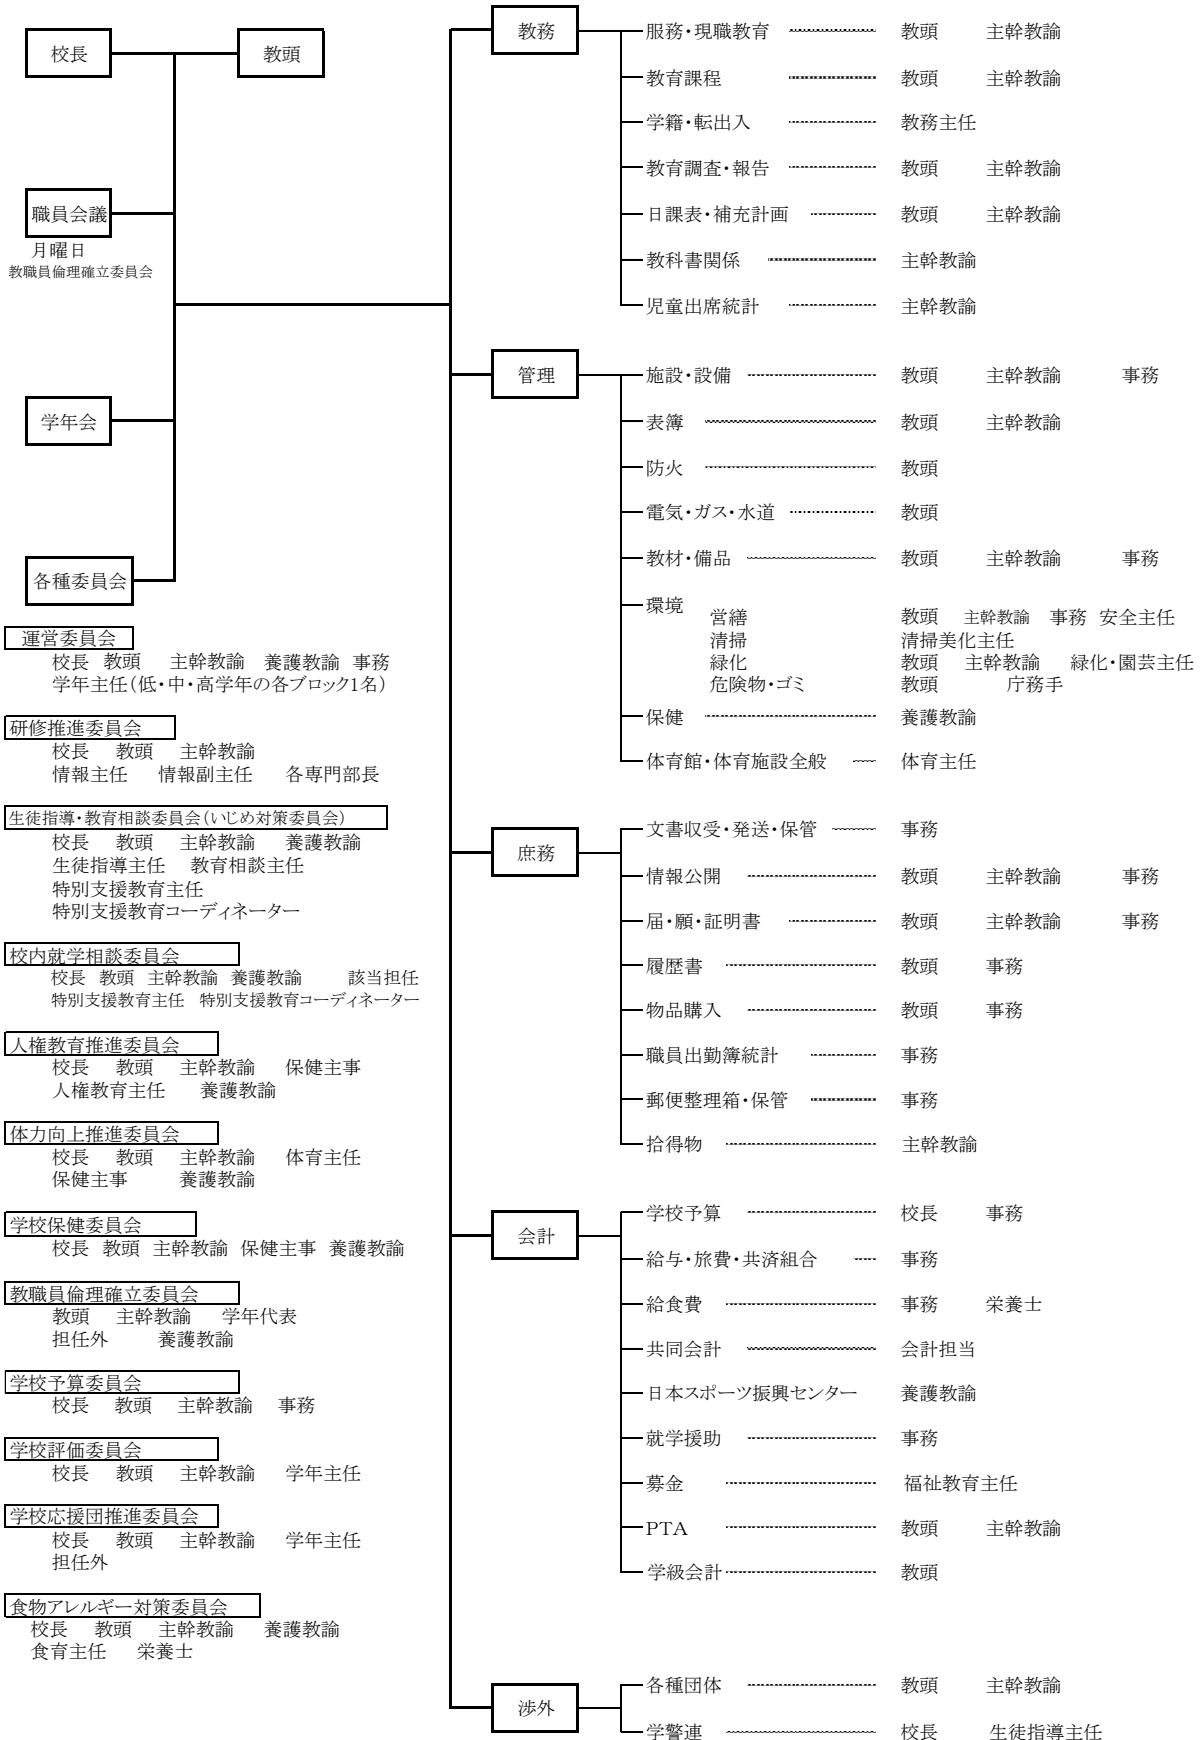 校長
教頭
職員会議
月曜日
教職員倫理確立委員会
学年会
各種委員会
運営委員会
校長 教頭 主幹教諭 養護教諭 事務
学年主任(低・中・高学年の各ブロック1名)
研修推進委員会
校長 教頭 主幹教諭
情報主任 情報副主任 各専門部長
生徒指導・教育相談委員会(いじめ対策委員会)
校長 教頭 主幹教諭 養護教諭
生徒指導主任 教育相談主任
特別支援教育主任
特別支援教育コーディネーター
校内就学相談委員会
校長 教頭 主幹教諭 養護教諭 該当担任
特別支援教育主任 特別支援教育コーディネーター
人権教育推進委員会
校長 教頭 主幹教諭 保健主事
人権教育主任 養護教諭
体力向上推進委員会
校長 教頭 主幹教諭 体育主任
保健主事 養護教諭
学校保健委員会
校長 教頭 主幹教諭 保健主事 養護教諭
教職員倫理確立委員会
教頭 主幹教諭 学年代表
担任外 養護教諭
学校予算委員会
校長 教頭 主幹教諭 事務
学校評価委員会
校長 教頭 主幹教諭 学年主任
学校応援団推進委員会
校長 教頭 主幹教諭 学年主任
担任外
食物アレルギー対策委員会
校長 教頭 主幹教諭 養護教諭
食育主任 栄養士
教務
服務・現職教育 教頭 主幹教諭
教育課程 教頭 主幹教諭
学籍・転出入 教務主任
教育調査・報告 教頭 主幹教諭
日課表・補充計画 教頭 主幹教諭
教科書関係 主幹教諭
児童出席統計 主幹教諭
管理
施設・設備 教頭 主幹教諭 事務
表簿 教頭 主幹教諭
防火 教頭
電気・ガス・水道 教頭
教材・備品 教頭 主幹教諭 事務
環境
営繕 教頭 主幹教諭 事務 安全主任
清掃 清掃美化主任
緑化 教頭 主幹教諭 緑化・園芸主任
危険物・ゴミ 教頭 庁務手
保健 養護教諭
体育館・体育施設全般 体育主任
庶務
文書収受・発送・保管 事務
情報公開 教頭 主幹教諭 事務
届・願・証明書 教頭 主幹教諭 事務
履歴書 教頭 事務
物品購入 教頭 事務
職員出勤簿統計 事務
郵便整理箱・保管 事務
拾得物 主幹教諭
会計
学校予算 校長 事務
給与・旅費・共済組合 事務
給食費 事務 栄養士
共同会計 会計担当
日本スポーツ振興センター 養護教諭
就学援助 事務
募金 福祉教育主任
PTA 教頭 主幹教諭
学級会計 教頭
渉外
各種団体 教頭 主幹教諭
学警連 校長 生徒指導主任